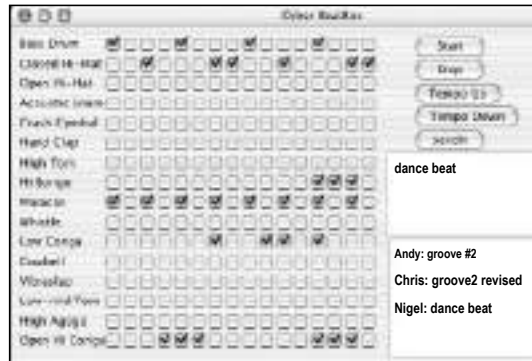 Cyber BeatBox
Bass Drum
Closed Hi-Hat
Open Hi-Hat
Acoustic Snare
Crash Cymbal
Hand Clap
High Tom
Hi Bongo
Maracas
Whistle
Low Conga
Cowbell
Vibraslap
Low-mid Tom
High Agogo
Open Hi Conga
Start
Stop
Tempo Up
Tempo Down
sendIt
dance beat
Andy: groove #2
Chris: groove2 revised
Nigel: dance beat